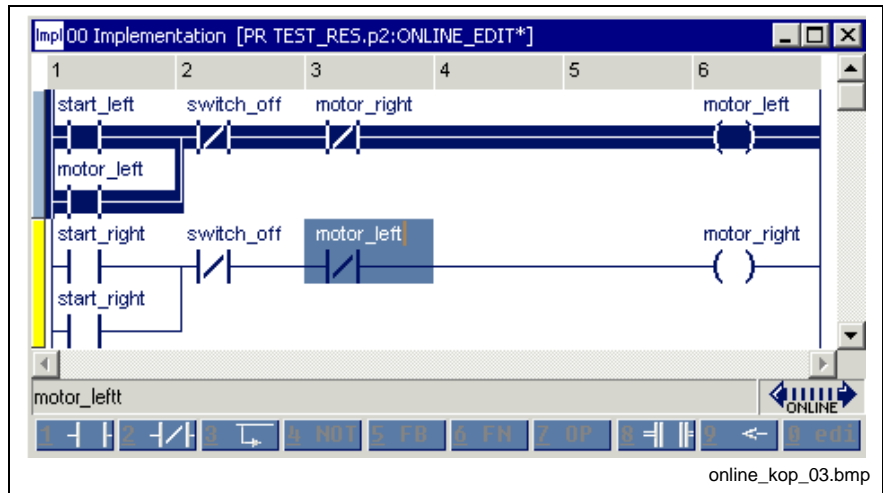 Impl 00 Implementation [PR TEST_RES.p2:ONLINE_EDIT*]
1 2 3 4 5 6
start_left switch_off motor_right motor_left
motor_left
start_right switch_off motor_left motor_right
start_right
motor_leftt
ONLINE
1 2 3 4 NOT 5 FB 6 FN 7 OP 8 9 0 edi
online_kop_03.bmp